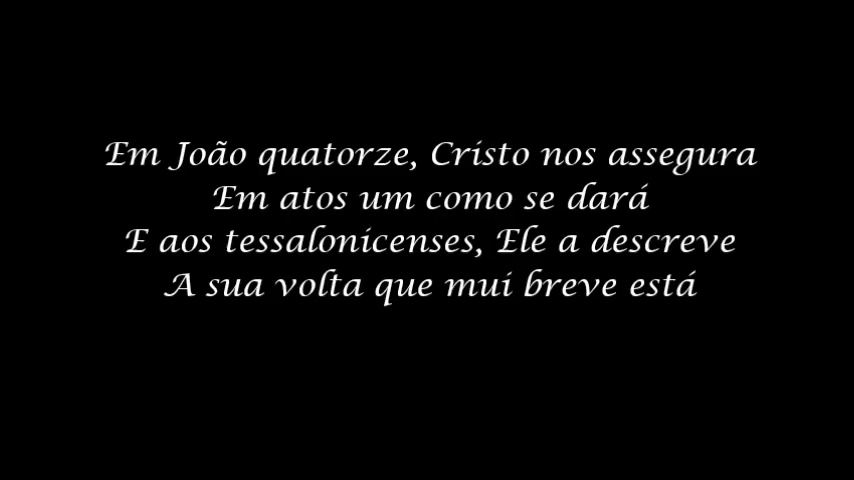 Em João quatorze, Cristo nos assegura
Em atos um como se dará
E aos tessalonicenses, Ele a descreve
A sua volta que mui breve está